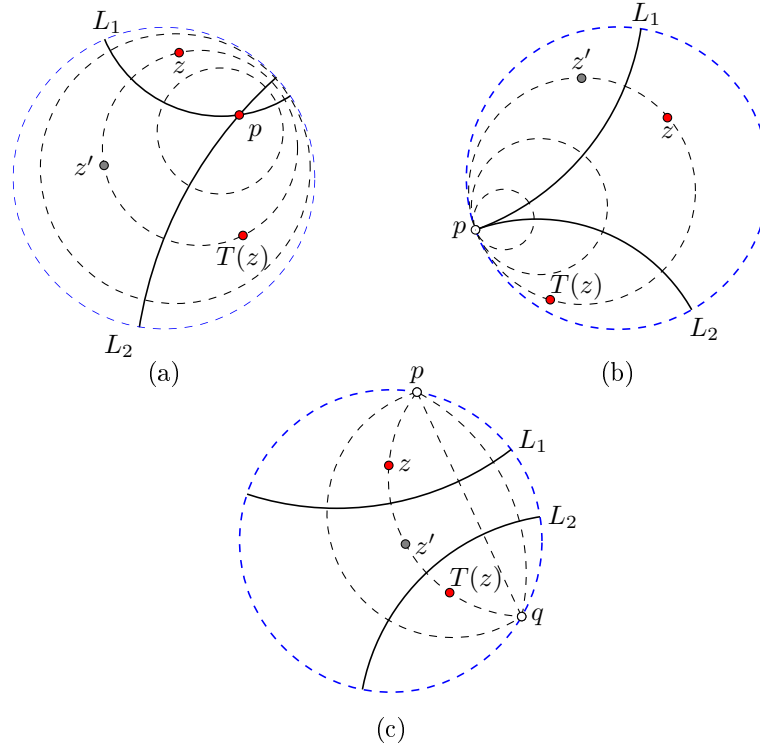 L₁
z
p
z′
T(z)
L₂
(a)
L₁
z′
z
p
T(z)
L₂
(b)
p
L₁
z
L₂
z′
T(z)
q
(c)